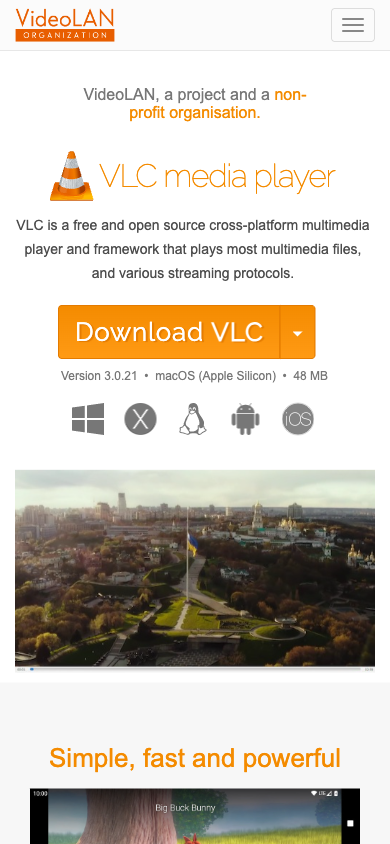 VideoLAN
ORGANIZATION
VideoLAN, a project and a non-
profit organisation.
VLC media player
VLC is a free and open source cross-platform multimedia
player and framework that plays most multimedia files,
and various streaming protocols.
Download VLC
Version 3.0.21 • macOS (Apple Silicon) • 48 MB
X
iOS
Simple, fast and powerful
10:00
LTE
Big Buck Bunny